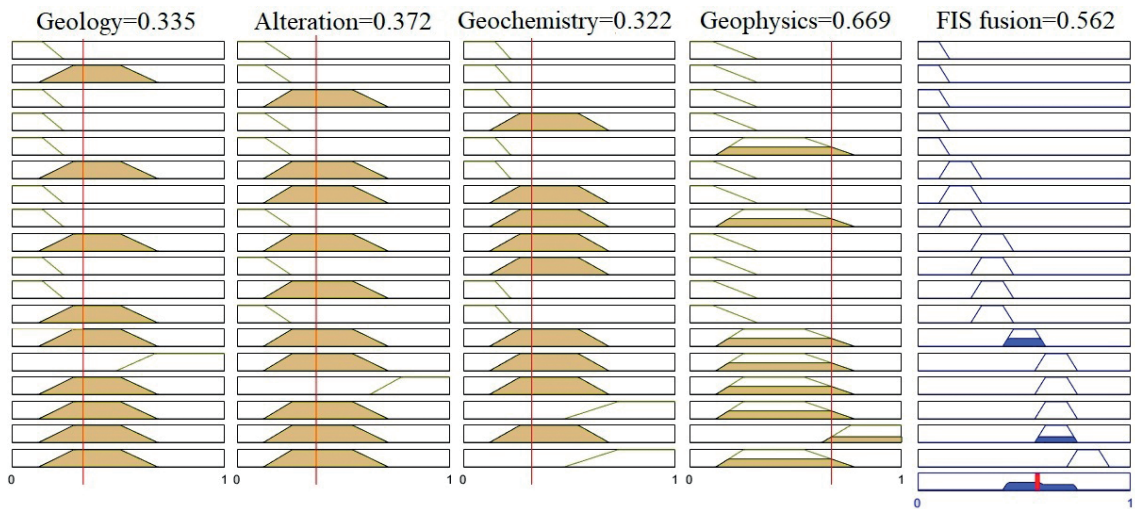 Geology=0.335 Alteration=0.372 Geochemistry=0.322 Geophysics=0.669 FIS fusion=0.562
0 1 0 1 0 1 0 1
0 1